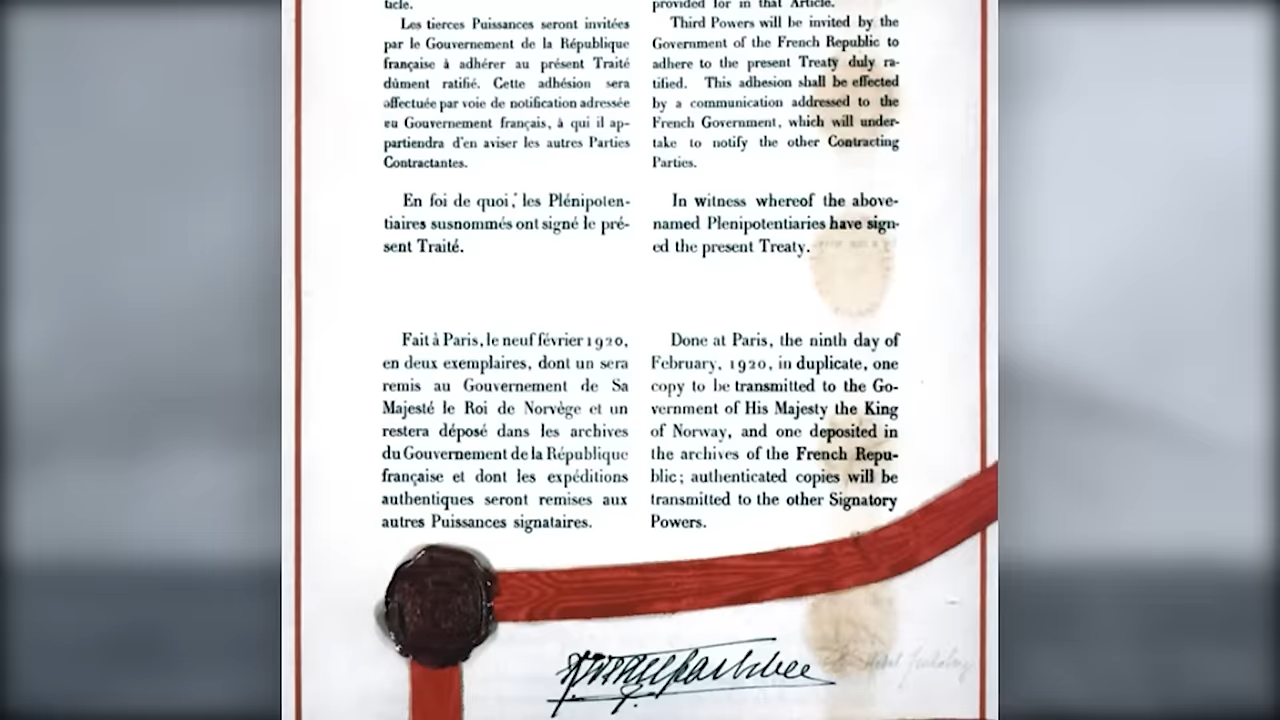 ticle.
Les tierces Puissances seront invitées
par le Gouvernement de la République
française à adhérer au présent Traité
dûment ratifié. Cette adhésion sera
affectuée par voie de notification adressée
eu Gouvernement français, à qui il ap-
partiendra d'en aviser les autres Parties
Contractantes.
En foi de quoi, les Plénipoten-
tiaires susnommés ont signé le pré-
sent Traité.
Fait à Paris, le neuf février 1920,
en deux exemplaires, dont un sera
remis au Gouvernement de Sa
Majesté le Roi de Norvège et un
restera déposé dans les archives
du Gouvernement de la République
française et dont les expéditions
authentiques seront remises aux
autres Puissances signataires.
provided for in that Article.
Third Powers will be invited by the
Government of the French Republic to
adhere to the present Treaty duly ra-
tified. This adhesion shall be effected
by a communication addressed to the
French Government, which will under-
take to notify the other Contracting
Parties.
In witness whereof the above-
named Plenipotentiaries have sign-
ed the present Treaty.
Done at Paris, the ninth day of
February, 1920, in duplicate, one
copy to be transmitted to the Go-
vernment of His Majesty the King
of Norway, and one deposited in
the archives of the French Repu-
blic; authenticated copies will be
transmitted to the other Signatory
Powers.